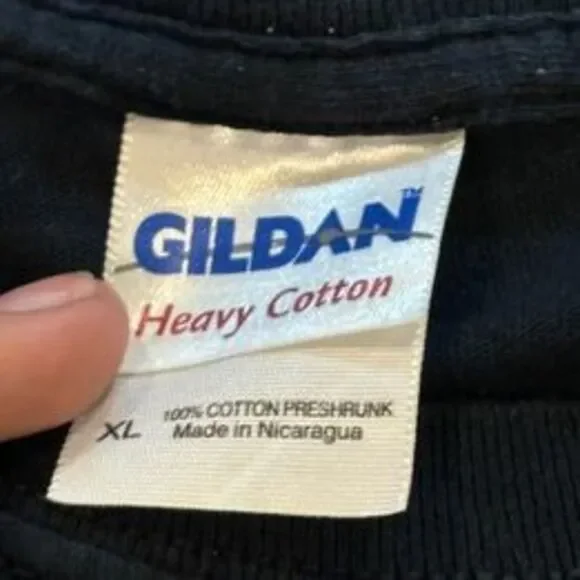 GILDAN™
Heavy Cotton
100% COTTON PRESHRUNK
XL Made in Nicaragua